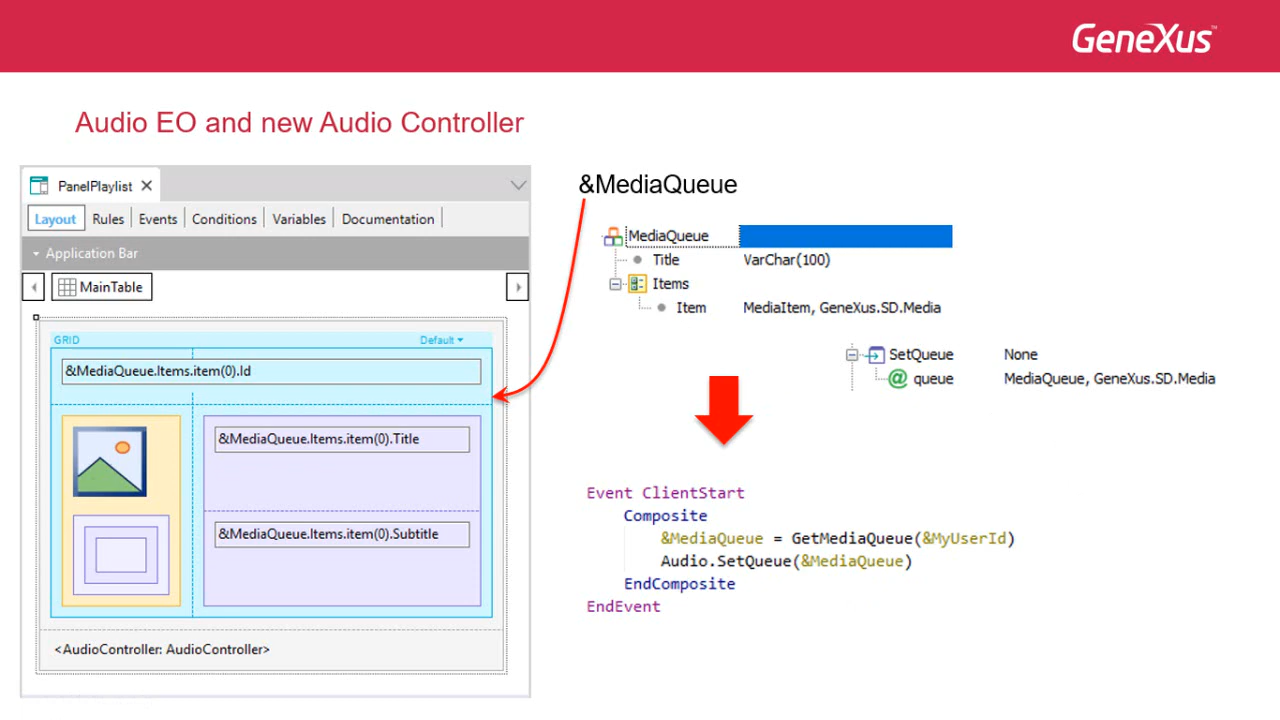 GeneXus™
Audio EO and new Audio Controller
PanelPlaylist
Layout Rules Events Conditions Variables Documentation
Application Bar
MainTable
GRID Default
&MediaQueue.Items.item(0).Id
&MediaQueue.Items.item(0).Title
&MediaQueue.Items.item(0).Subtitle
<AudioController: AudioController>
&MediaQueue
MediaQueue
Title VarChar(100)
Items
Item MediaItem, GeneXus.SD.Media
SetQueue None
queue MediaQueue, GeneXus.SD.Media
Event ClientStart
Composite
&MediaQueue = GetMediaQueue(&MyUserId)
Audio.SetQueue(&MediaQueue)
EndComposite
EndEvent